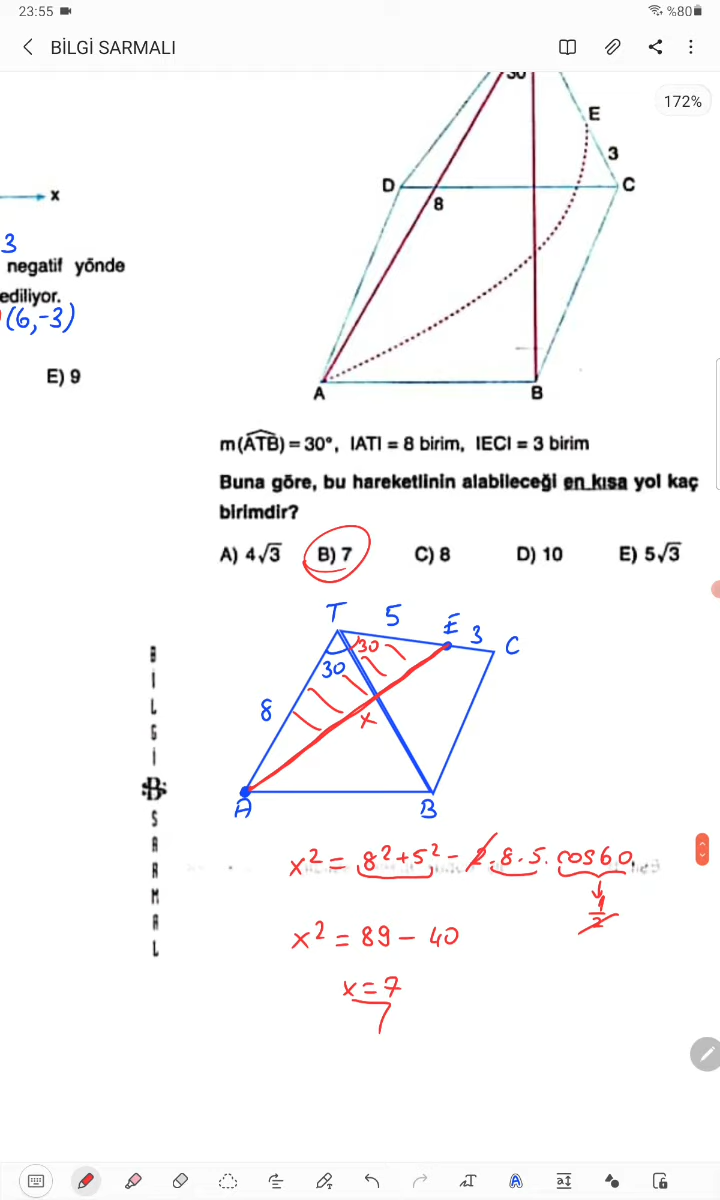 23:55 %80
BİLGİ SARMALI
172%
30
E
3
D
C
8
x
3
negatif yönde
ediliyor.
(6,-3)
E) 9
A
B
m(ATB) = 30°, IATI = 8 birim, IECI = 3 birim
Buna göre, bu hareketlinin alabileceği en kısa yol kaç
birimdir?
A) 4√3 B) 7 C) 8 D) 10 E) 5√3
T 5 E 3 C
30
30
8
x
A B
BİLGİ SARMAL
x² = 8²+5² - 2.8.5. cos60
1/2
x² = 89 - 40
x = 7